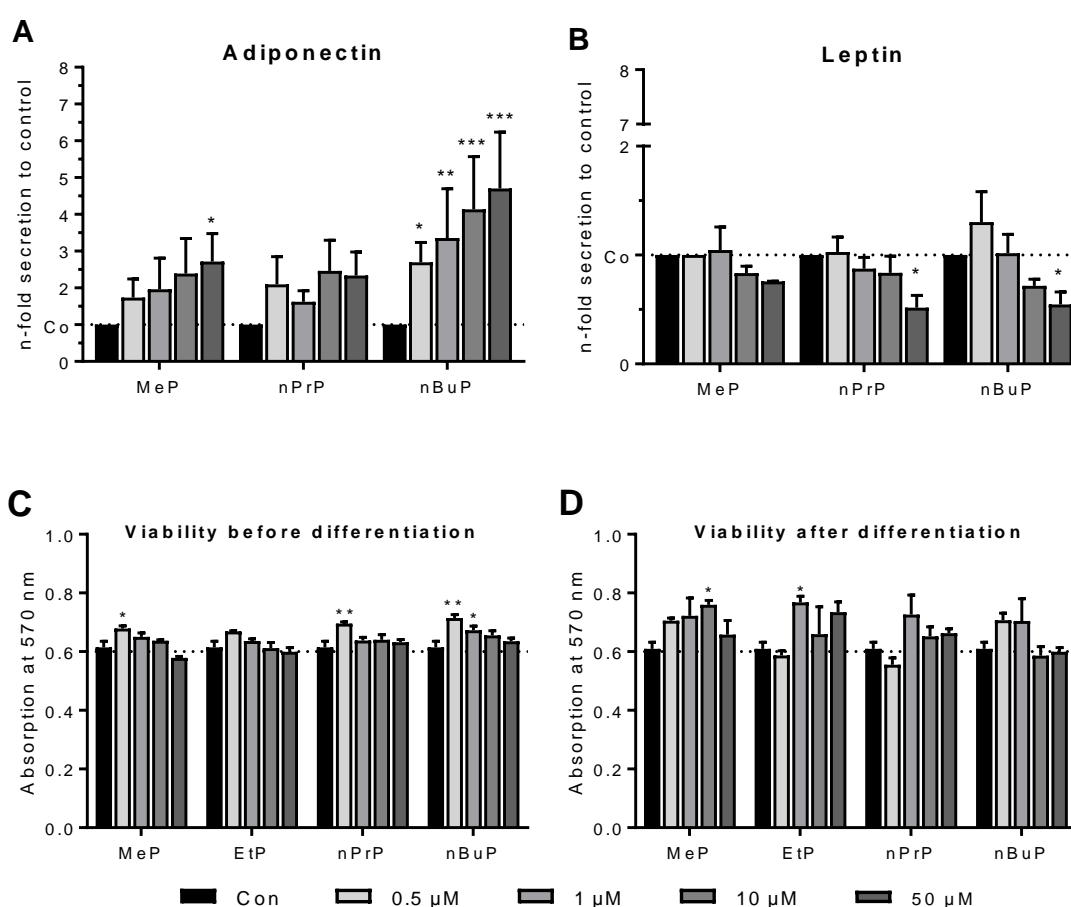 A
Adiponectin
n-fold secretion to control
8
7
6
5
4
3
2
Co
0
*
*
**
***
***
MeP nPrP nBuP
B
Leptin
n-fold secretion to control
8
7
2
Co
0
*
*
MeP nPrP nBuP
C
Viability before differentiation
Absorption at 570 nm
1.0
0.8
0.6
0.4
0.2
0.0
*
**
**
*
MeP EtP nPrP nBuP
D
Viability after differentiation
Absorption at 570 nm
1.0
0.8
0.6
0.4
0.2
0.0
*
*
MeP EtP nPrP nBuP
Con 0.5 µM 1 µM 10 µM 50 µM